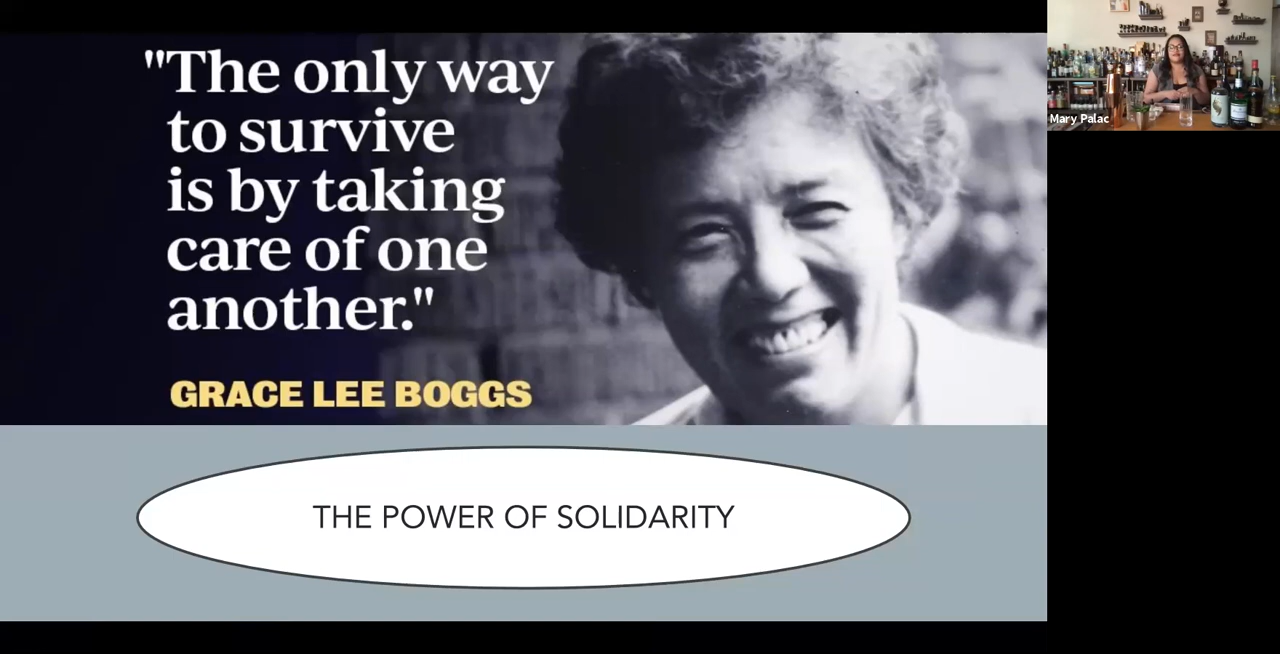 "The only way
to survive
is by taking
care of one
another."
GRACE LEE BOGGS
THE POWER OF SOLIDARITY
Mary Palac